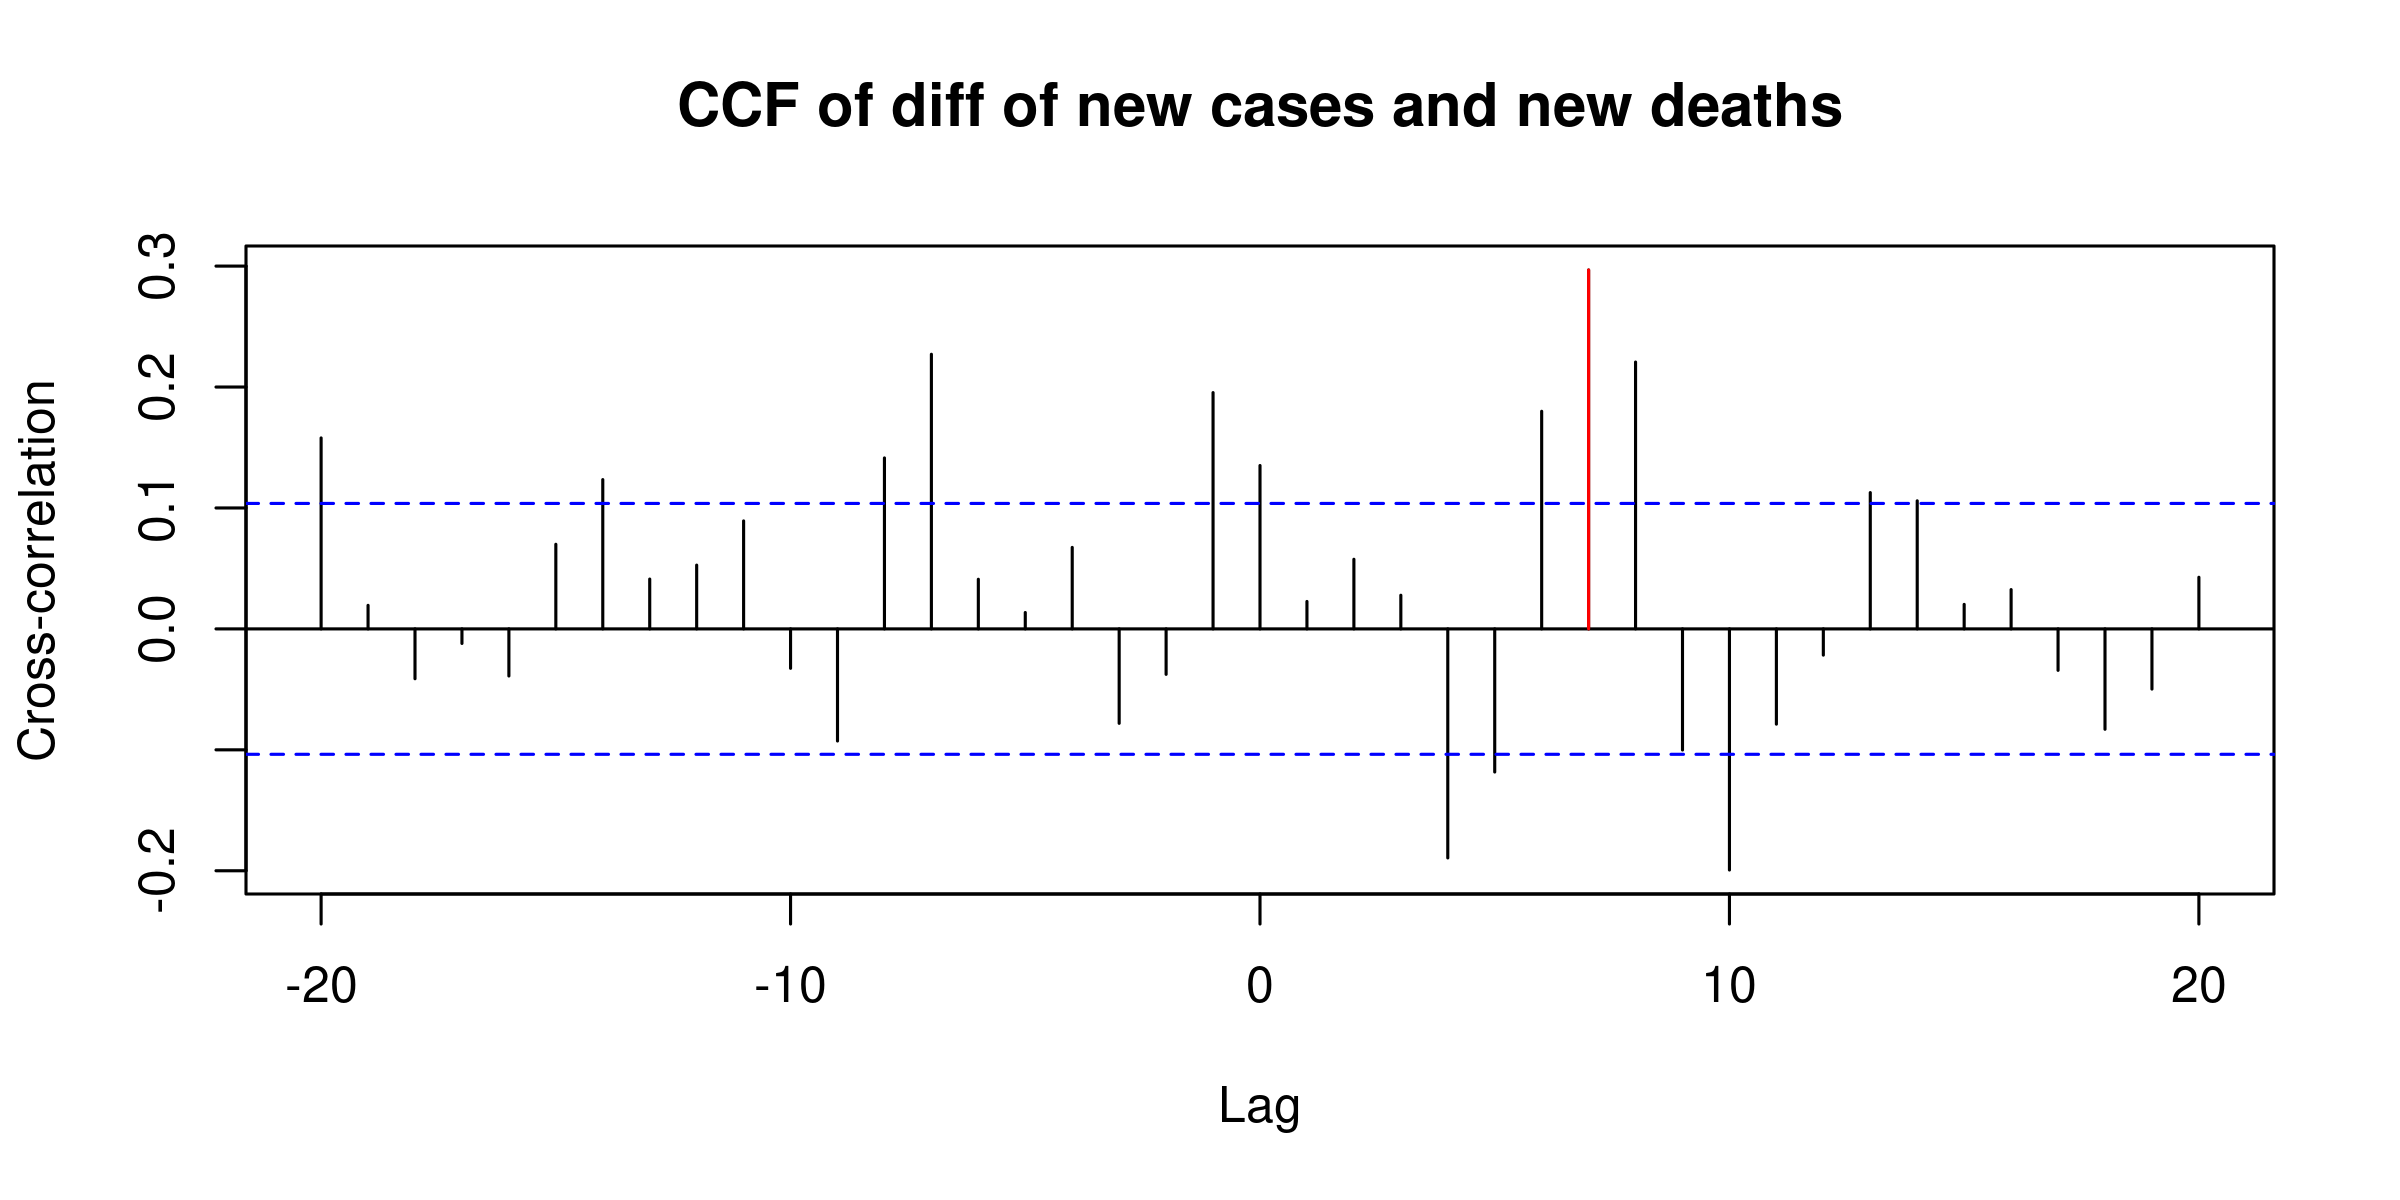 CCF of diff of new cases and new deaths
Cross-correlation
0.3
0.2
0.1
0.0
-0.2
-20 -10 0 10 20
Lag